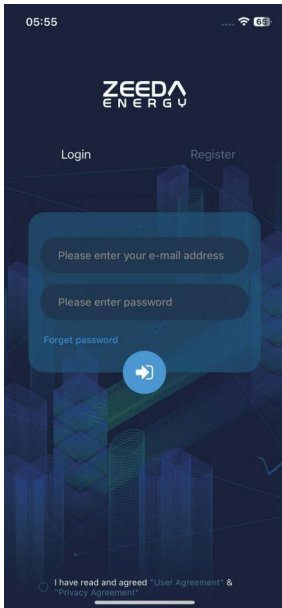 05:55
65
ZEEDA
ENERGY
Login
Register
Please enter your e-mail address
Please enter password
Forget password
I have read and agreed "User Agreement" &
"Privacy Agreement"